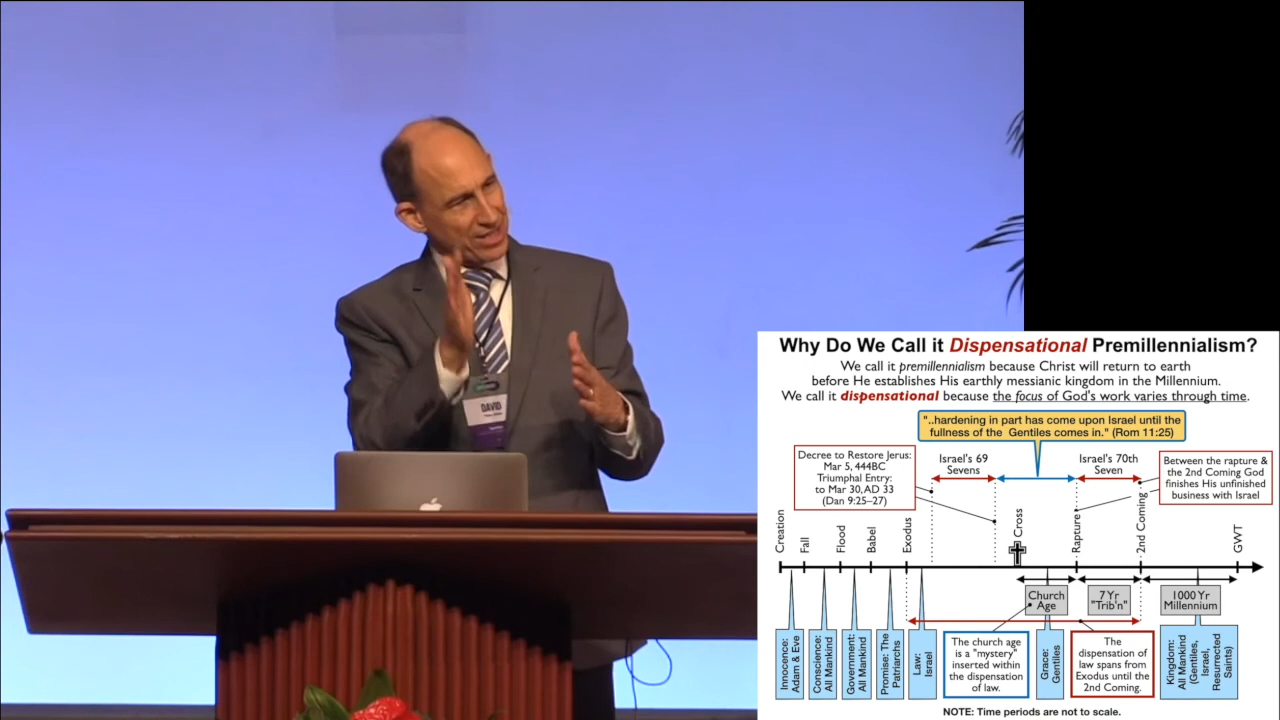 DAVID
Why Do We Call it Dispensational Premillennialism?
We call it premillennialism because Christ will return to earth
before He establishes His earthly messianic kingdom in the Millennium.
We call it dispensational because the focus of God's work varies through time.
"..hardening in part has come upon Israel until the
fullness of the Gentiles comes in." (Rom 11:25)
Decree to Restore Jerus:
Mar 5, 444BC
Triumphal Entry:
to Mar 30, AD 33
(Dan 9:25–27)
Israel's 69
Sevens
Israel's 70th
Seven
Between the rapture &
the 2nd Coming God
finishes His unfinished
business with Israel
Creation
Fall
Flood
Babel
Exodus
Cross
Rapture
2nd Coming
GWT
Church
Age
7 Yr
"Trib'n"
1000 Yr
Millennium
Innocence:
Adam & Eve
Conscience:
All Mankind
Government:
All Mankind
Promise: The
Patriarchs
Law:
Israel
The church age
is a "mystery"
inserted within the
dispensation
of law.
Grace:
Gentiles
The
dispensation of
law spans from
Exodus until the
2nd Coming.
Kingdom:
All Mankind
(Gentiles,
Israel,
Resurrected
Saints)
NOTE: Time periods are not to scale.